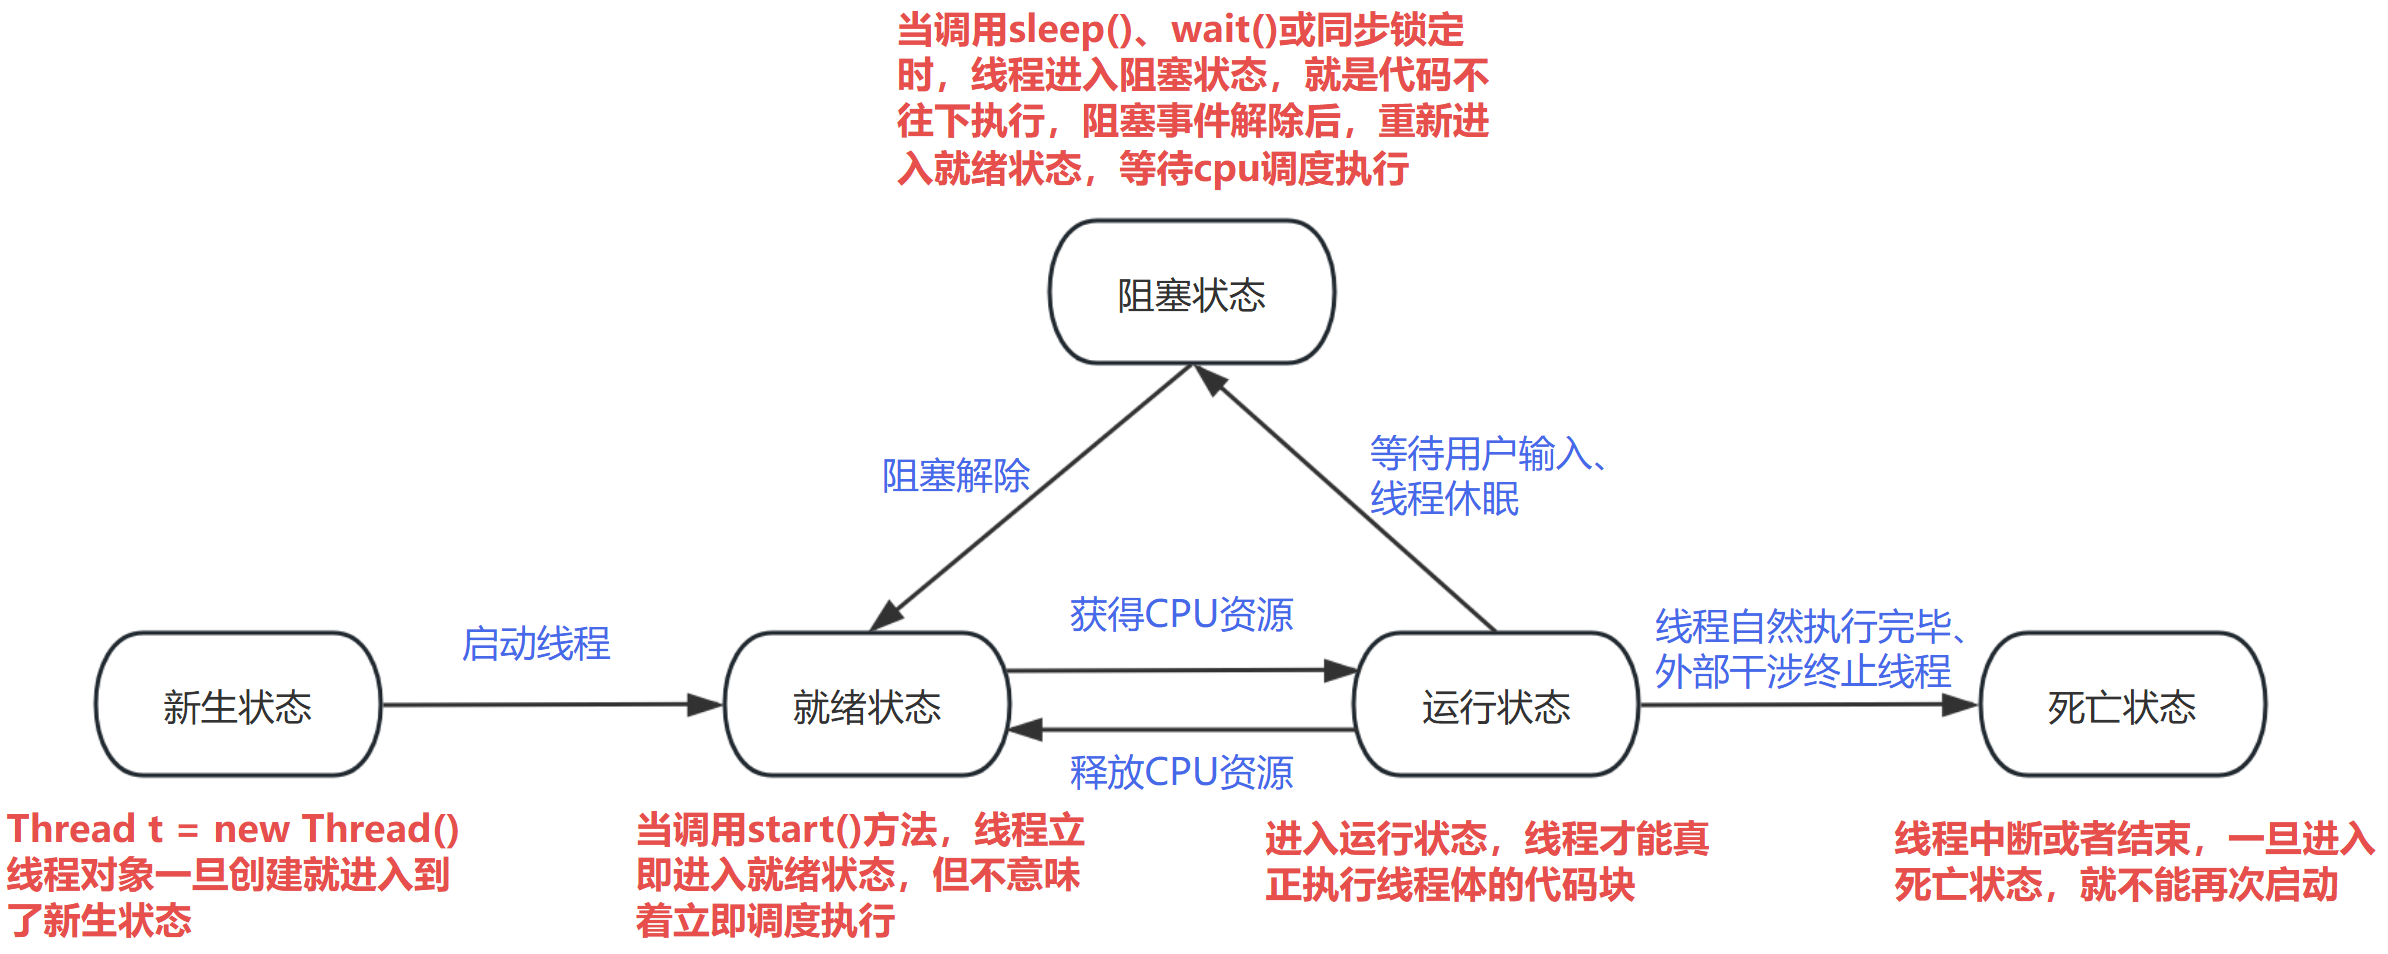 当调用sleep()、wait()或同步锁定
时，线程进入阻塞状态，就是代码不
往下执行，阻塞事件解除后，重新进
入就绪状态，等待cpu调度执行
阻塞状态
阻塞解除
等待用户输入、
线程休眠
新生状态
启动线程
就绪状态
获得CPU资源
释放CPU资源
运行状态
线程自然执行完毕、
外部干涉终止线程
死亡状态
Thread t = new Thread()
线程对象一旦创建就进入到
了新生状态
当调用start()方法，线程立
即进入就绪状态，但不意味
着立即调度执行
进入运行状态，线程才能真
正执行线程体的代码块
线程中断或者结束，一旦进入
死亡状态，就不能再次启动